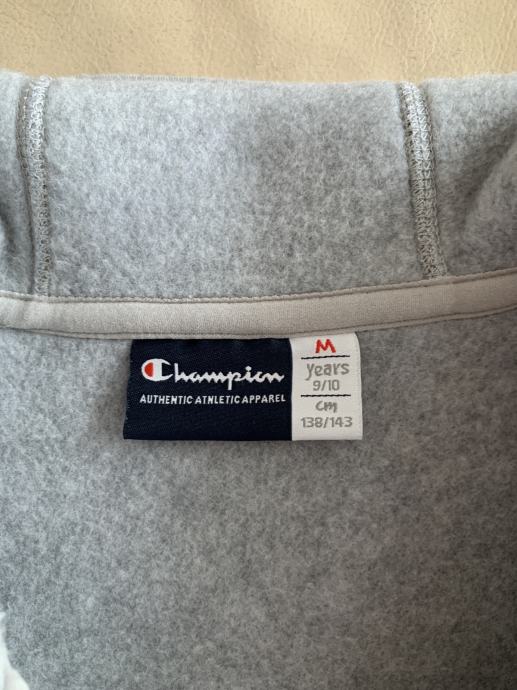 Champion
AUTHENTIC ATHLETIC APPAREL
M
years
9/10
cm
138/143